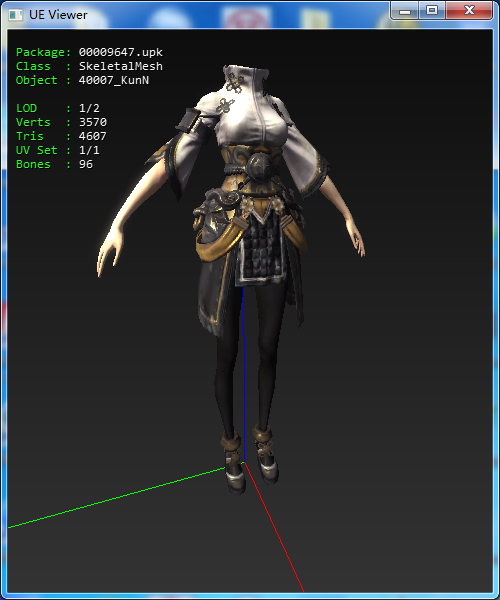 UE Viewer
Package: 00009647.upk
Class : SkeletalMesh
Object : 40007_KunN
LOD : 1/2
Verts : 3570
Tris : 4607
UV Set : 1/1
Bones : 96